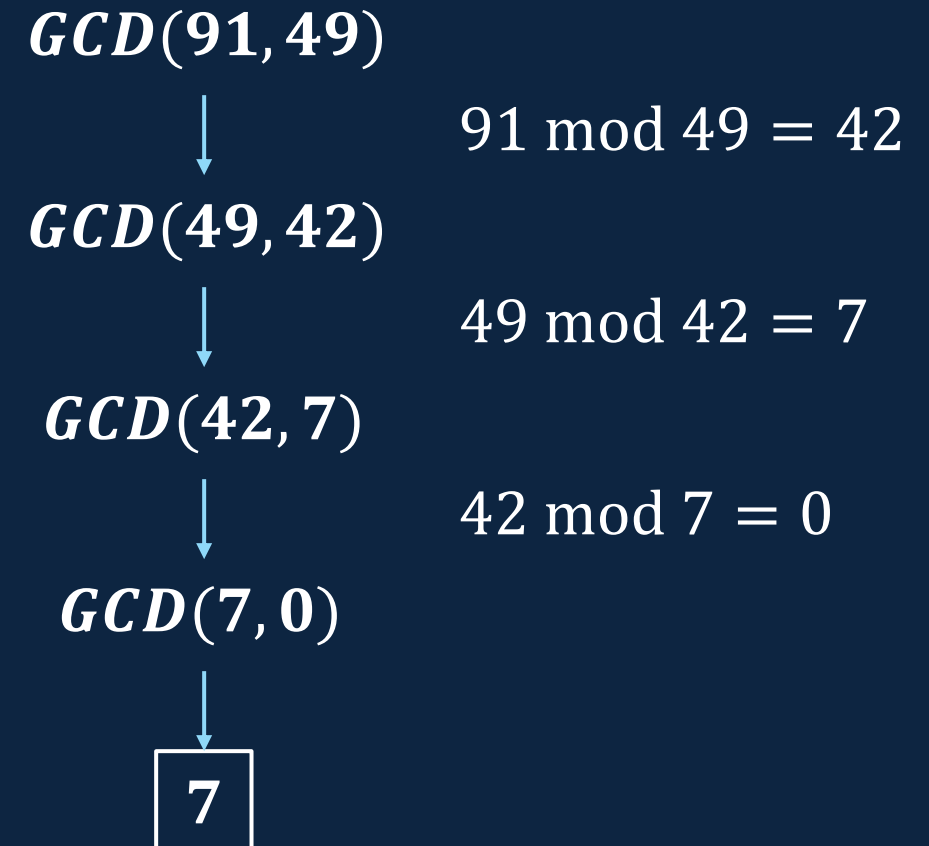 GCD(91, 49)
91 mod 49 = 42
GCD(49, 42)
49 mod 42 = 7
GCD(42, 7)
42 mod 7 = 0
GCD(7, 0)
7